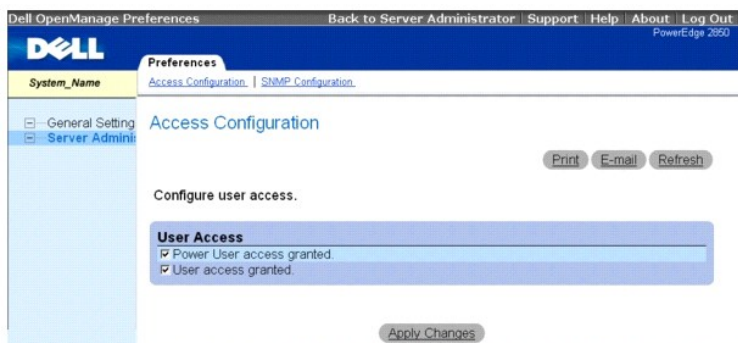 Dell OpenManage Preferences Back to Server Administrator | Support | Help | About | Log Out
PowerEdge 2850
DELL
Preferences
System_Name
Access Configuration | SNMP Configuration
General Setting
Server Adminis
Access Configuration
Print E-mail Refresh
Configure user access.
User Access
Power User access granted.
User access granted.
Apply Changes